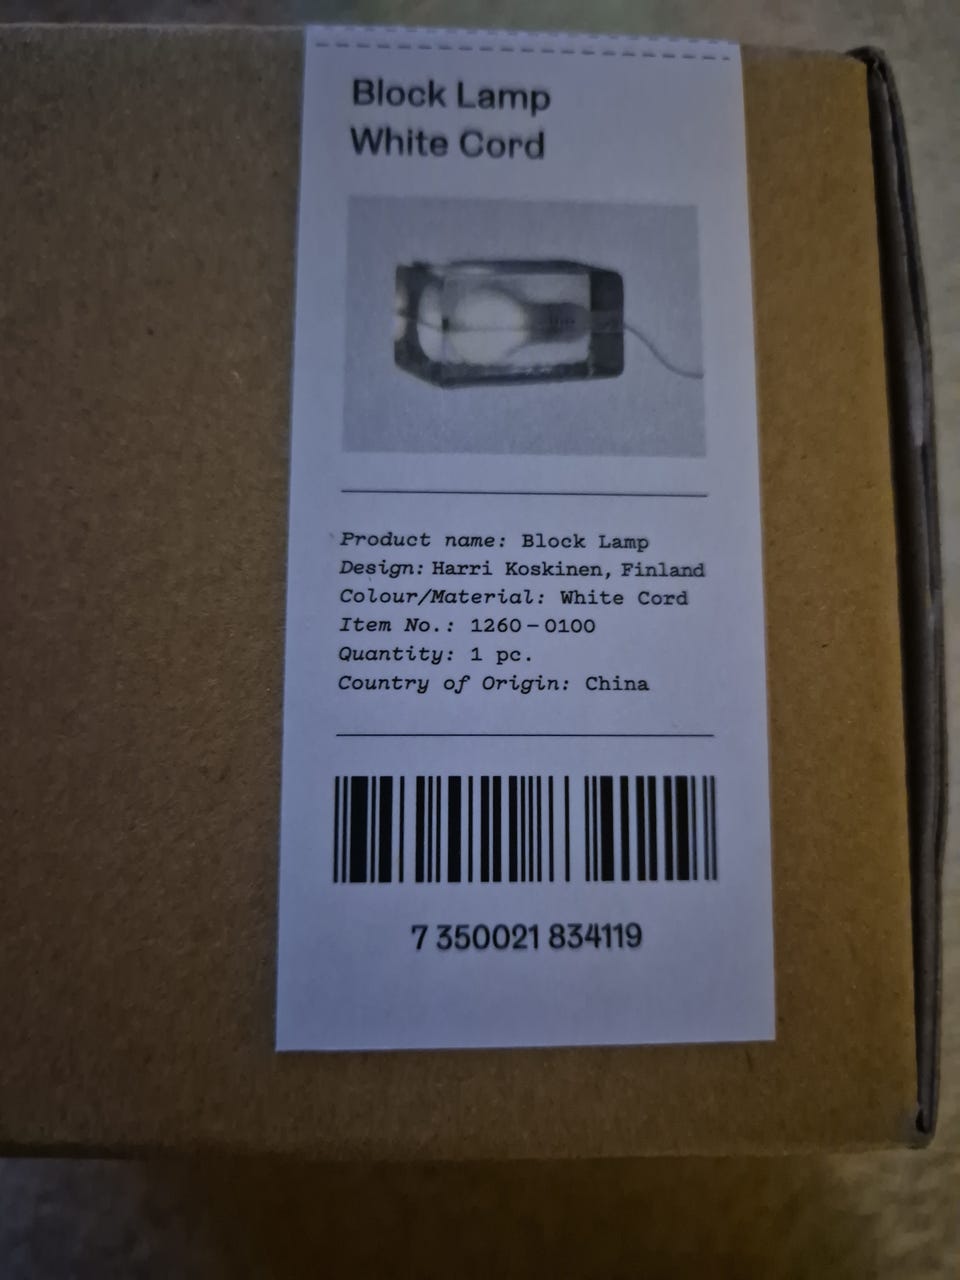 Block Lamp
White Cord
Product name: Block Lamp
Design: Harri Koskinen, Finland
Colour/Material: White Cord
Item No.: 1260-0100
Quantity: 1 pc.
Country of Origin: China
7 350021 834119